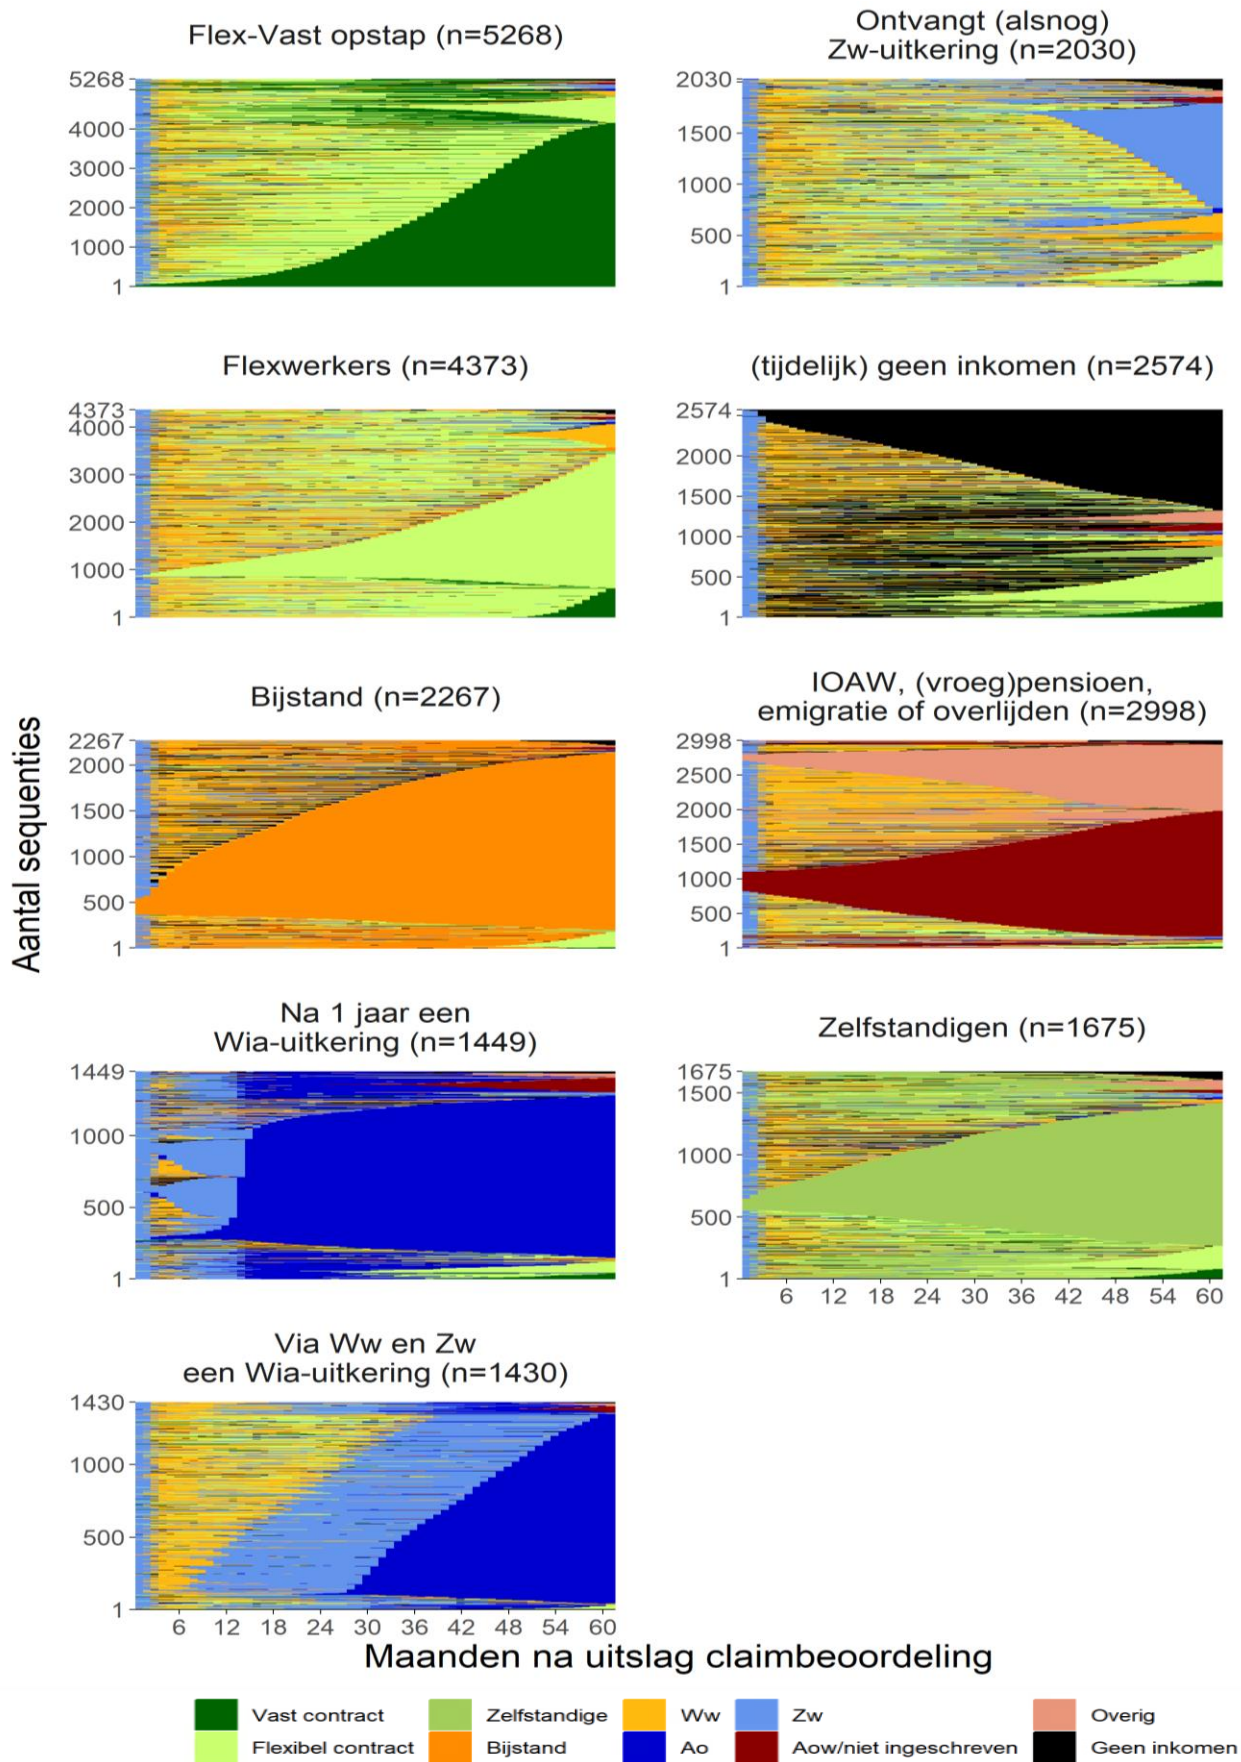 Flex-Vast opstap (n=5268)
5268
4000
3000
2000
1000
1
Ontvangt (alsnog)
Zw-uitkering (n=2030)
2030
1500
1000
500
1
Flexwerkers (n=4373)
4373
4000
3000
2000
1000
1
(tijdelijk) geen inkomen (n=2574)
2574
2000
1500
1000
500
1
Bijstand (n=2267)
2267
2000
1500
1000
500
1
IOAW, (vroeg)pensioen,
emigratie of overlijden (n=2998)
2998
2500
2000
1500
1000
500
1
Na 1 jaar een
Wia-uitkering (n=1449)
1449
1000
500
1
Zelfstandigen (n=1675)
1675
1500
1000
500
1
6 12 18 24 30 36 42 48 54 60
Via Ww en Zw
een Wia-uitkering (n=1430)
1430
1000
500
1
6 12 18 24 30 36 42 48 54 60
Aantal sequenties
Maanden na uitslag claimbeoordeling
Vast contract Zelfstandige Ww Zw Overig
Flexibel contract Bijstand Ao Aow/niet ingeschreven Geen inkomen